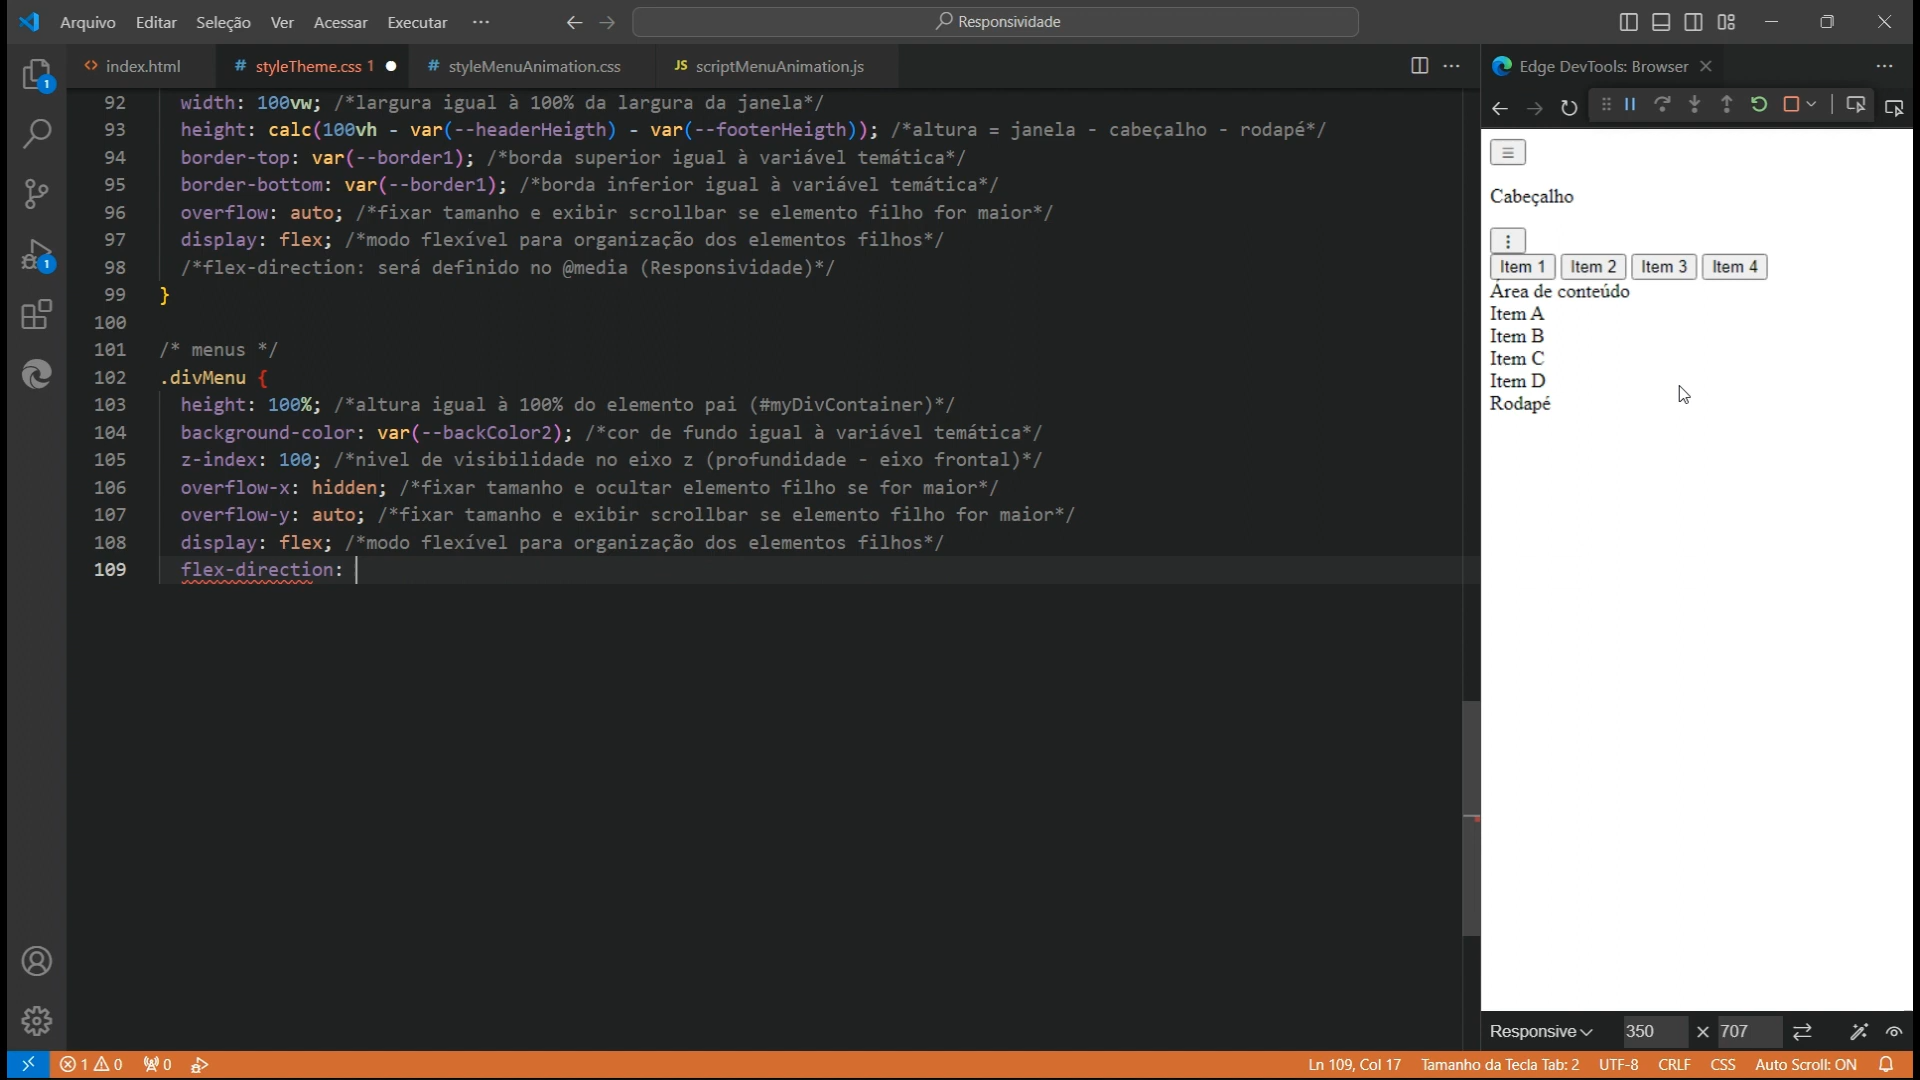 Arquivo Editar Seleção Ver Acessar Executar ··· Responsividade
index.html # styleTheme.css 1 # styleMenuAnimation.css JS scriptMenuAnimation.js Edge DevTools: Browser
92 width: 100vw; /*largura igual à 100% da largura da janela*/
93 height: calc(100vh - var(--headerHeigth) - var(--footerHeigth)); /*altura = janela - cabeçalho - rodapé*/
94 border-top: var(--border1); /*borda superior igual à variável temática*/
95 border-bottom: var(--border1); /*borda inferior igual à variável temática*/
96 overflow: auto; /*fixar tamanho e exibir scrollbar se elemento filho for maior*/
97 display: flex; /*modo flexível para organização dos elementos filhos*/
98 /*flex-direction: será definido no @media (Responsividade)*/
99 }
100
101 /* menus */
102 .divMenu {
103 height: 100%; /*altura igual à 100% do elemento pai (#myDivContainer)*/
104 background-color: var(--backColor2); /*cor de fundo igual à variável temática*/
105 z-index: 100; /*nivel de visibilidade no eixo z (profundidade - eixo frontal)*/
106 overflow-x: hidden; /*fixar tamanho e ocultar elemento filho se for maior*/
107 overflow-y: auto; /*fixar tamanho e exibir scrollbar se elemento filho for maior*/
108 display: flex; /*modo flexível para organização dos elementos filhos*/
109 flex-direction:
1
1
☰
Cabeçalho
⋮
Item 1 Item 2 Item 3 Item 4
Área de conteúdo
Item A
Item B
Item C
Item D
Rodapé
Responsive 350 × 707
1 0 0 Ln 109, Col 17 Tamanho da Tecla Tab: 2 UTF-8 CRLF CSS Auto Scroll: ON